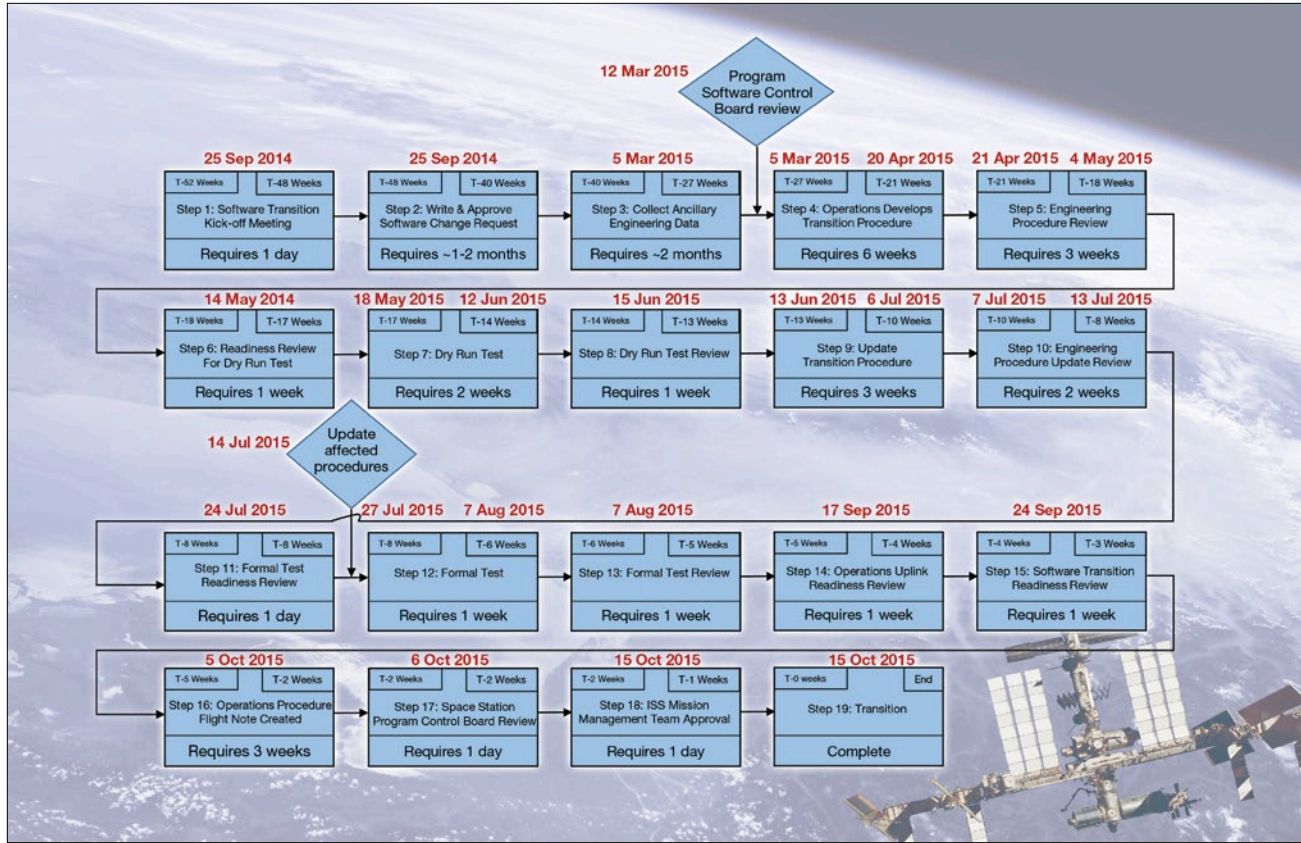 12 Mar 2015
Program
Software Control
Board review
25 Sep 2014
T-52 Weeks
T-48 Weeks
Step 1: Software Transition
Kick-off Meeting
Requires 1 day
25 Sep 2014
T-48 Weeks
T-40 Weeks
Step 2: Write & Approve
Software Change Request
Requires ~1-2 months
5 Mar 2015
T-40 Weeks
T-27 Weeks
Step 3: Collect Ancillary
Engineering Data
Requires ~2 months
5 Mar 2015
20 Apr 2015
T-27 Weeks
T-21 Weeks
Step 4: Operations Develops
Transition Procedure
Requires 6 weeks
21 Apr 2015
4 May 2015
T-21 Weeks
T-18 Weeks
Step 5: Engineering
Procedure Review
Requires 3 weeks
14 May 2014
T-18 Weeks
T-17 Weeks
Step 6: Readiness Review
For Dry Run Test
Requires 1 week
18 May 2015
12 Jun 2015
T-17 Weeks
T-14 Weeks
Step 7: Dry Run Test
Requires 2 weeks
15 Jun 2015
T-14 Weeks
T-13 Weeks
Step 8: Dry Run Test Review
Requires 1 week
13 Jun 2015
6 Jul 2015
T-13 Weeks
T-10 Weeks
Step 9: Update
Transition Procedure
Requires 3 weeks
7 Jul 2015
13 Jul 2015
T-10 Weeks
T-8 Weeks
Step 10: Engineering
Procedure Update Review
Requires 2 weeks
14 Jul 2015
Update
affected
procedures
24 Jul 2015
T-8 Weeks
T-8 Weeks
Step 11: Formal Test
Readiness Review
Requires 1 day
27 Jul 2015
7 Aug 2015
T-8 Weeks
T-6 Weeks
Step 12: Formal Test
Requires 1 week
7 Aug 2015
T-6 Weeks
T-5 Weeks
Step 13: Formal Test Review
Requires 1 week
17 Sep 2015
T-5 Weeks
T-4 Weeks
Step 14: Operations Uplink
Readiness Review
Requires 1 week
24 Sep 2015
T-4 Weeks
T-3 Weeks
Step 15: Software Transition
Readiness Review
Requires 1 week
5 Oct 2015
T-5 Weeks
T-2 Weeks
Step 16: Operations Procedure
Flight Note Created
Requires 3 weeks
6 Oct 2015
T-2 Weeks
T-2 Weeks
Step 17: Space Station
Program Control Board Review
Requires 1 day
15 Oct 2015
T-2 Weeks
T-1 Weeks
Step 18: ISS Mission
Management Team Approval
Requires 1 day
15 Oct 2015
T-0 weeks
End
Step 19: Transition
Complete